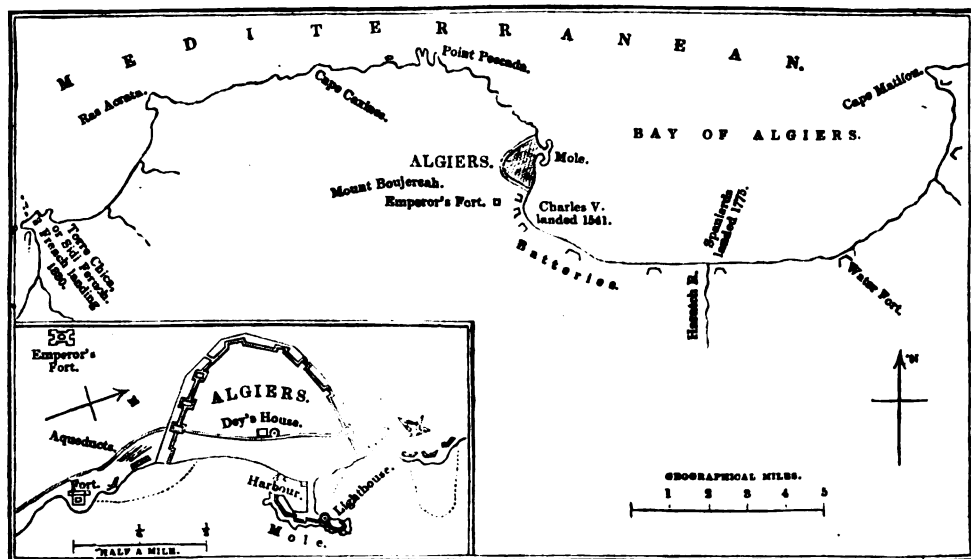 MEDITERRANEAN.
Point Pescada.
Cape Caxines.
Ras Acrata.
Cape Matifou.
BAY OF ALGIERS.
ALGIERS.
Mole.
Mount Boujereah.
Emperor's Fort.
Charles V.
landed 1541.
Spaniards
landed 1775.
Batteries.
Water Fort.
Torre Chica,
or Sidi Feruch.
French landing
1830.
N
Emperor's
Fort.
N
ALGIERS.
Dey's House.
Aqueducts.
Fort.
Harbour.
Lighthouse.
Mole.
HALF A MILE.
GEOGRAPHICAL MILES.
1 2 3 4 5